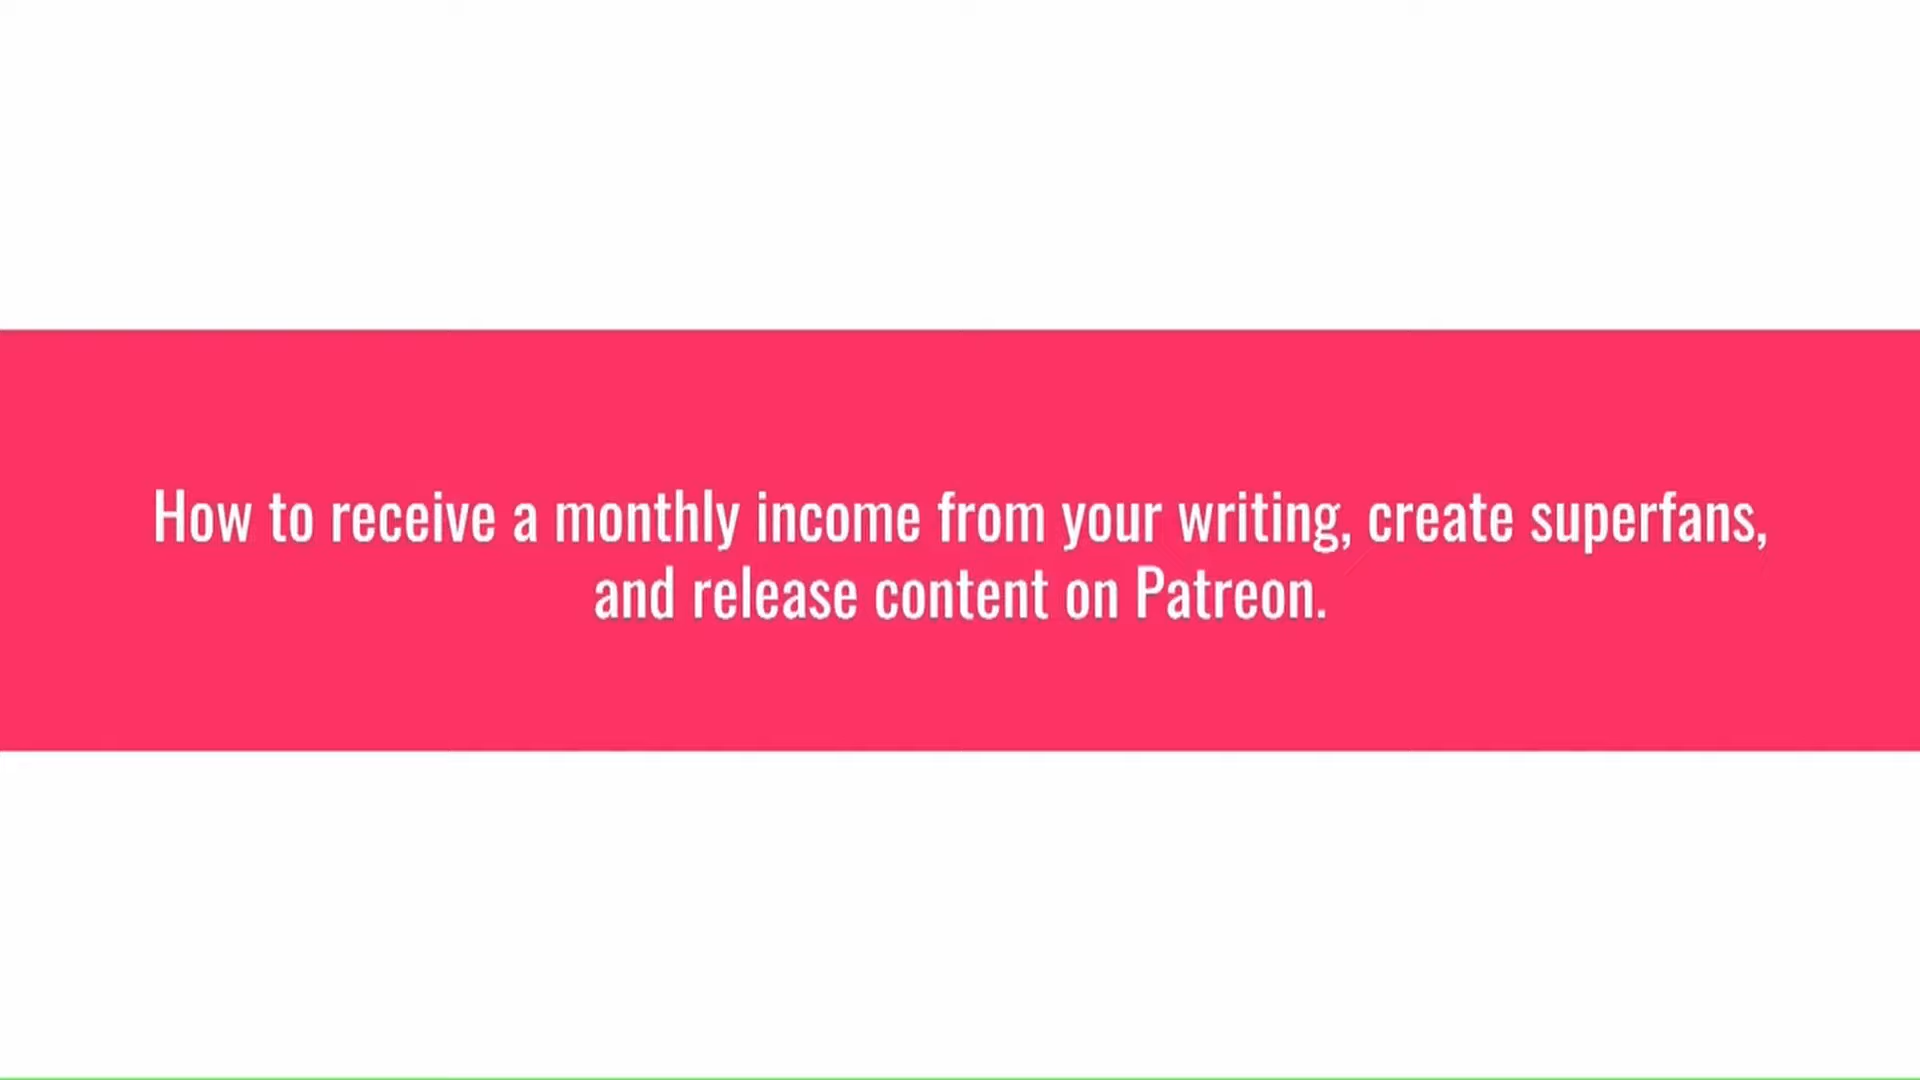 How to receive a monthly income from your writing, create superfans,
and release content on Patreon.